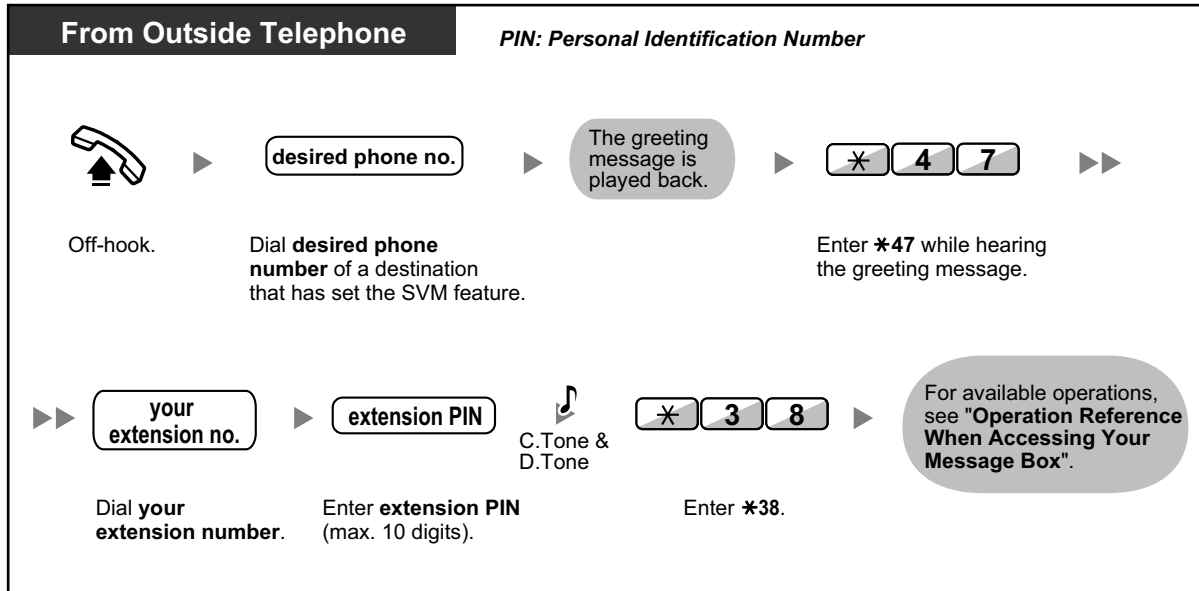 From Outside Telephone
PIN: Personal Identification Number
desired phone no.
The greeting
message is
played back.
* 4 7
Off-hook.
Dial desired phone
number of a destination
that has set the SVM feature.
Enter *47 while hearing
the greeting message.
your
extension no.
extension PIN
C.Tone &
D.Tone
* 3 8
For available operations,
see "Operation Reference
When Accessing Your
Message Box".
Dial your
extension number.
Enter extension PIN
(max. 10 digits).
Enter *38.